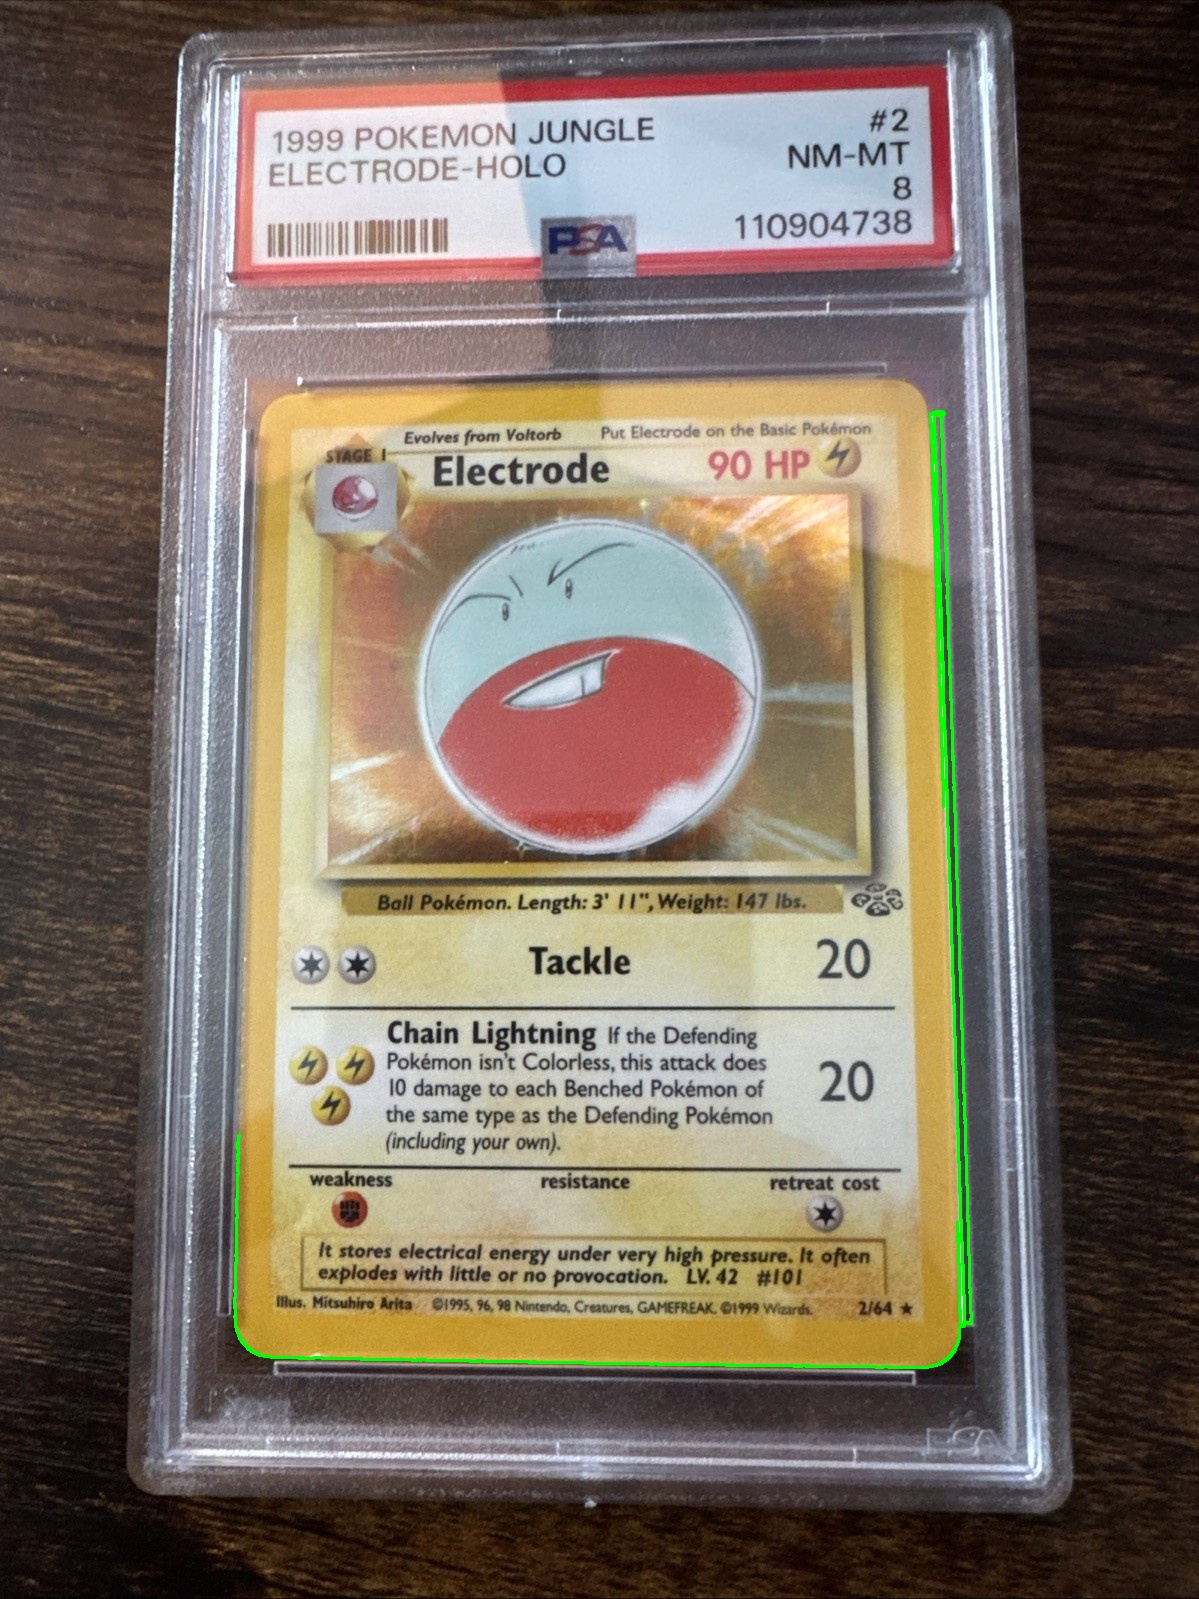 1999 POKEMON JUNGLE #2
ELECTRODE-HOLO NM-MT
8
PSA 110904738
Evolves from Voltorb Put Electrode on the Basic Pokémon
STAGE 1
Electrode 90 HP
Ball Pokémon. Length: 3' 11", Weight: 147 lbs.
Tackle 20
Chain Lightning If the Defending
Pokémon isn't Colorless, this attack does
10 damage to each Benched Pokémon of
the same type as the Defending Pokémon
(including your own).
20
weakness resistance retreat cost
It stores electrical energy under very high pressure. It often
explodes with little or no provocation. LV. 42 #101
Illus. Mitsuhiro Arita ©1995, 96, 98 Nintendo, Creatures, GAMEFREAK. ©1999 Wizards. 2/64 ★
PSA